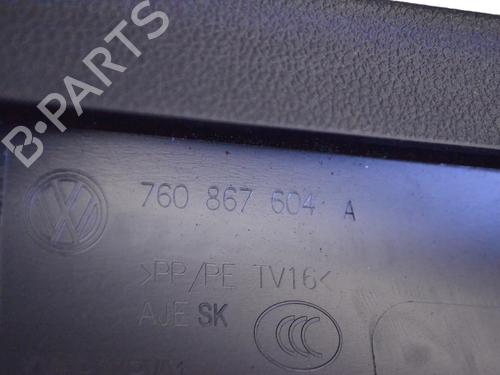 B-PARTS
760 867 604 A
>PP/PE TV16<
AJE SK